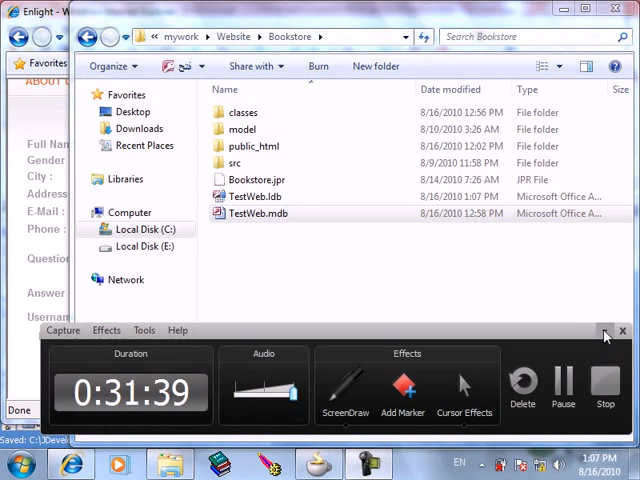 Enlight - W
mywork
Website
Bookstore
Search Bookstore
Favorites
Organize
فتح
Share with
Burn
New folder
Name
Date modified
Type
Size
Favorites
Desktop
Downloads
Recent Places
Libraries
Computer
Local Disk (C:)
Local Disk (E:)
Network
classes 8/16/2010 12:56 PM File folder
model 8/10/2010 3:26 AM File folder
public_html 8/16/2010 12:02 PM File folder
src 8/9/2010 11:58 PM File folder
Bookstore.jpr 8/14/2010 7:26 AM JPR File
TestWeb.ldb 8/16/2010 1:07 PM Microsoft Office A...
TestWeb.mdb 8/16/2010 12:58 PM Microsoft Office A...
ABOUT
Full Nam
Gender
City :
Address
E-Mail :
Phone :
Question
Answer
Usernam
Done
Saved: C:\JDevel
Capture Effects Tools Help
Duration
Audio
Effects
0:31:39
ScreenDraw
Add Marker
Cursor Effects
Delete
Pause
Stop
EN
1:07 PM
8/16/2010